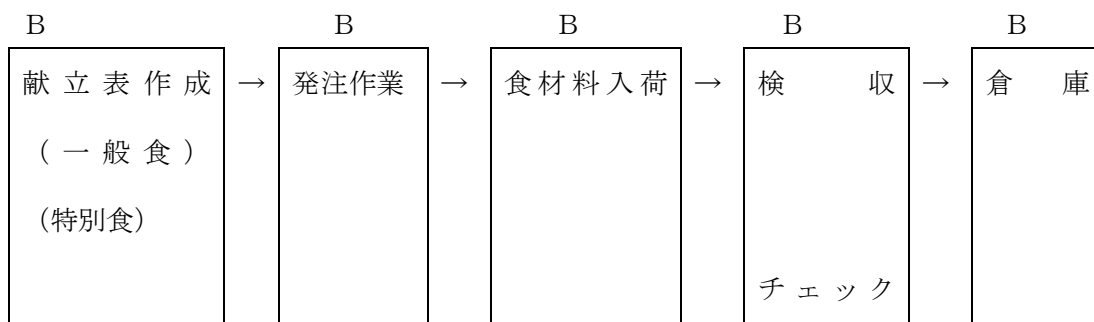 B B B B B
献立表作成 → 発注作業 → 食材料入荷 → 検収 → 倉庫
(一般食)
(特別食)
チェック